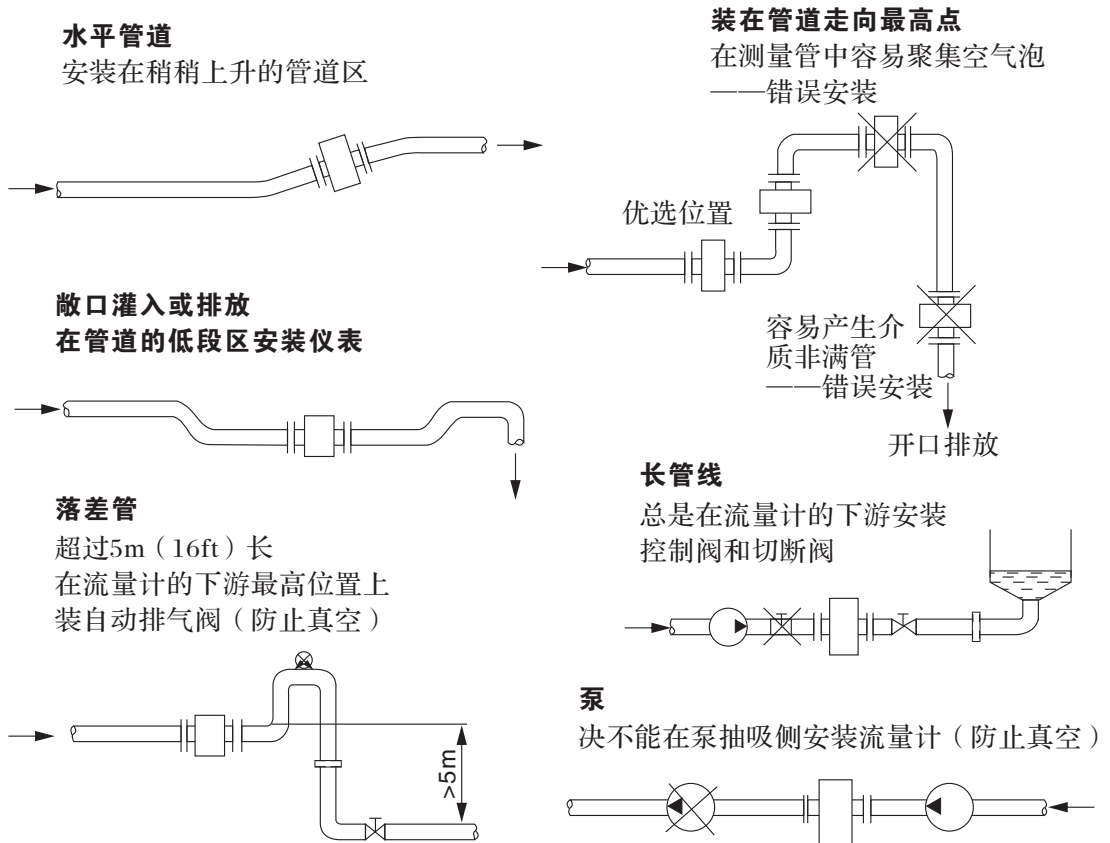 水平管道
安装在稍稍上升的管道区
装在管道走向最高点
在测量管中容易聚集空气泡
——错误安装
优选位置
容易产生介
质非满管
——错误安装
开口排放
敞口灌入或排放
在管道的低段区安装仪表
落差管
超过5m（16ft）长
在流量计的下游最高位置上
装自动排气阀（防止真空）
>5m
长管线
总是在流量计的下游安装
控制阀和切断阀
泵
决不能在泵抽吸侧安装流量计（防止真空）